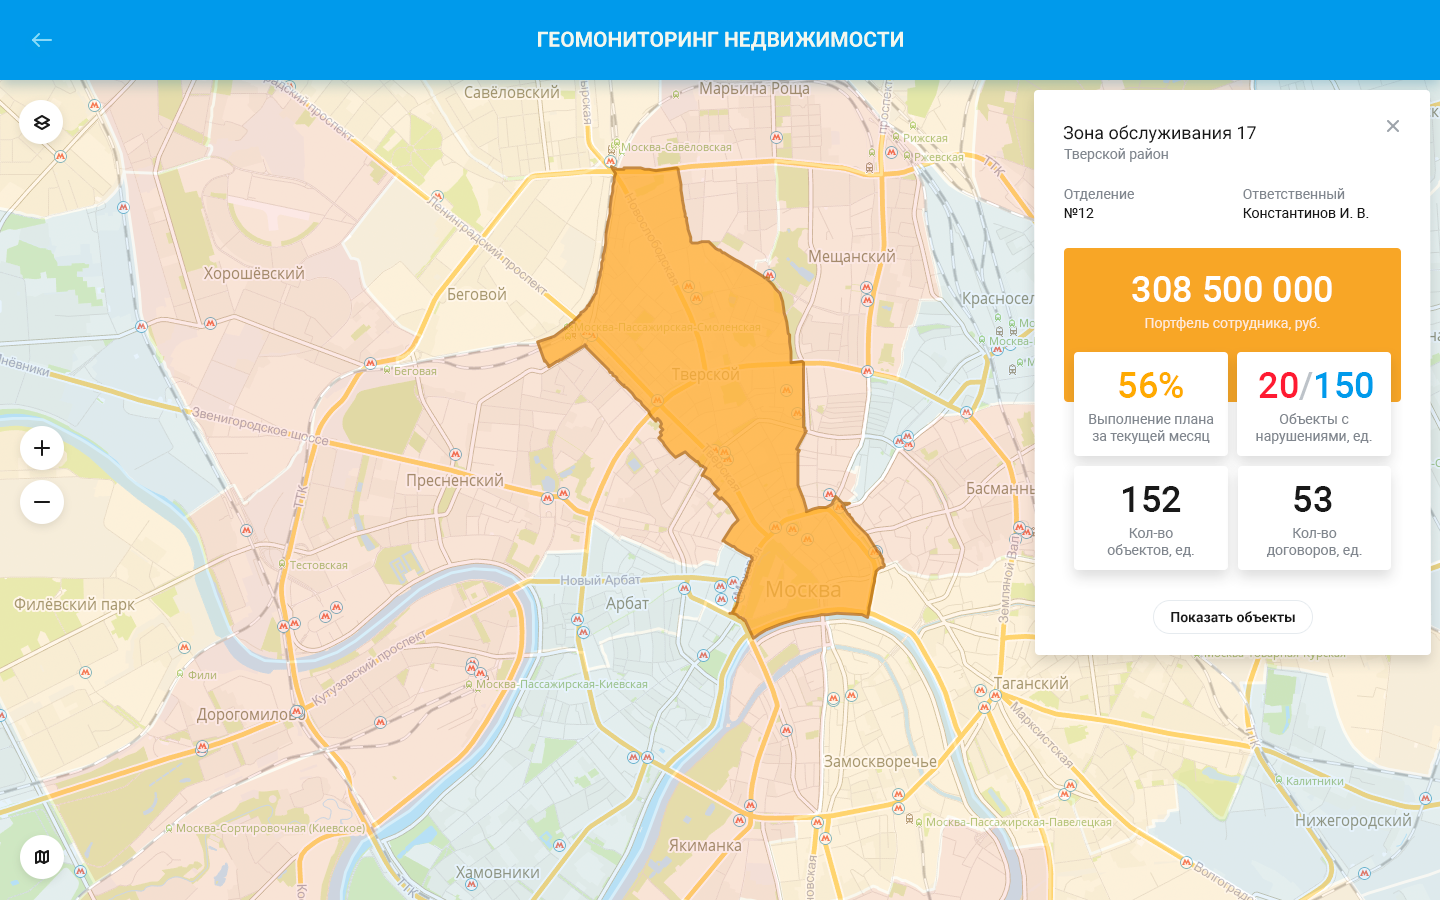 ГЕОМОНИТОРИНГ НЕДВИЖИМОСТИ
Савёловский
Марьина Роща
Рижская
Москва-Савёловская
Ржевская
ТТК
Ленинградский проспект
Хорошёвский
Мещанский
Беговой
Москва-Пассажирская-Смоленская
Беговая
Тверской
Звенигородское шоссе
Пресненский
ТТК
Тестовская
Новый Арбат
Москва
Филёвский парк
Арбат
Кутузовский проспект
Фили
Москва-Пассажирская-Киевская
Таганский
Дорогомилово
Марксистская
Замоскворечье
Калитники
Москва-Сортировочная (Киевское)
Москва-Пассажирская-Павелецкая
Нижегородский
Якиманка
Хамовники
ТТК
Зона обслуживания 17
Тверской район
Отделение
№12
Ответственный
Константинов И. В.
308 500 000
Портфель сотрудника, руб.
56%
Выполнение плана
за текущей месяц
20/150
Объекты с
нарушениями, ед.
152
Кол-во
объектов, ед.
53
Кол-во
договоров, ед.
Показать объекты